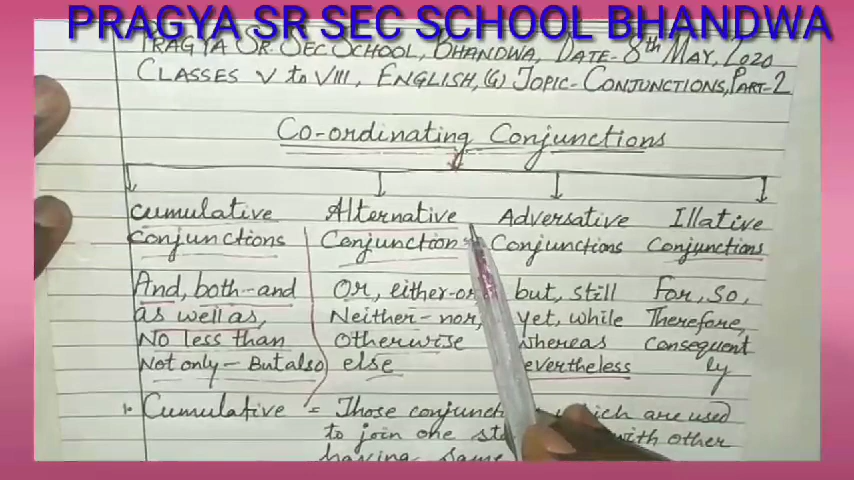 PRAGYA SR SEC SCHOOL BHANDWA
PRAGYA SR. SEC SCHOOL, BHANDWA, DATE- 8th MAY, 2020
CLASSES V to VIII, ENGLISH, (G) TOPIC- CONJUNCTIONS, PART-2
Co-ordinating Conjunctions
Cumulative Conjunctions
And, both-and
as well as,
No less than
Not only - But also
Alternative Conjunction
Or, either-or
Neither-nor,
otherwise
else
Adversative Conjunctions
but, still
yet, while
whereas
Illative Conjunctions
For, So,
Therefore,
consequent
ly
1. Cumulative = Those which are used
to join one with other
having same